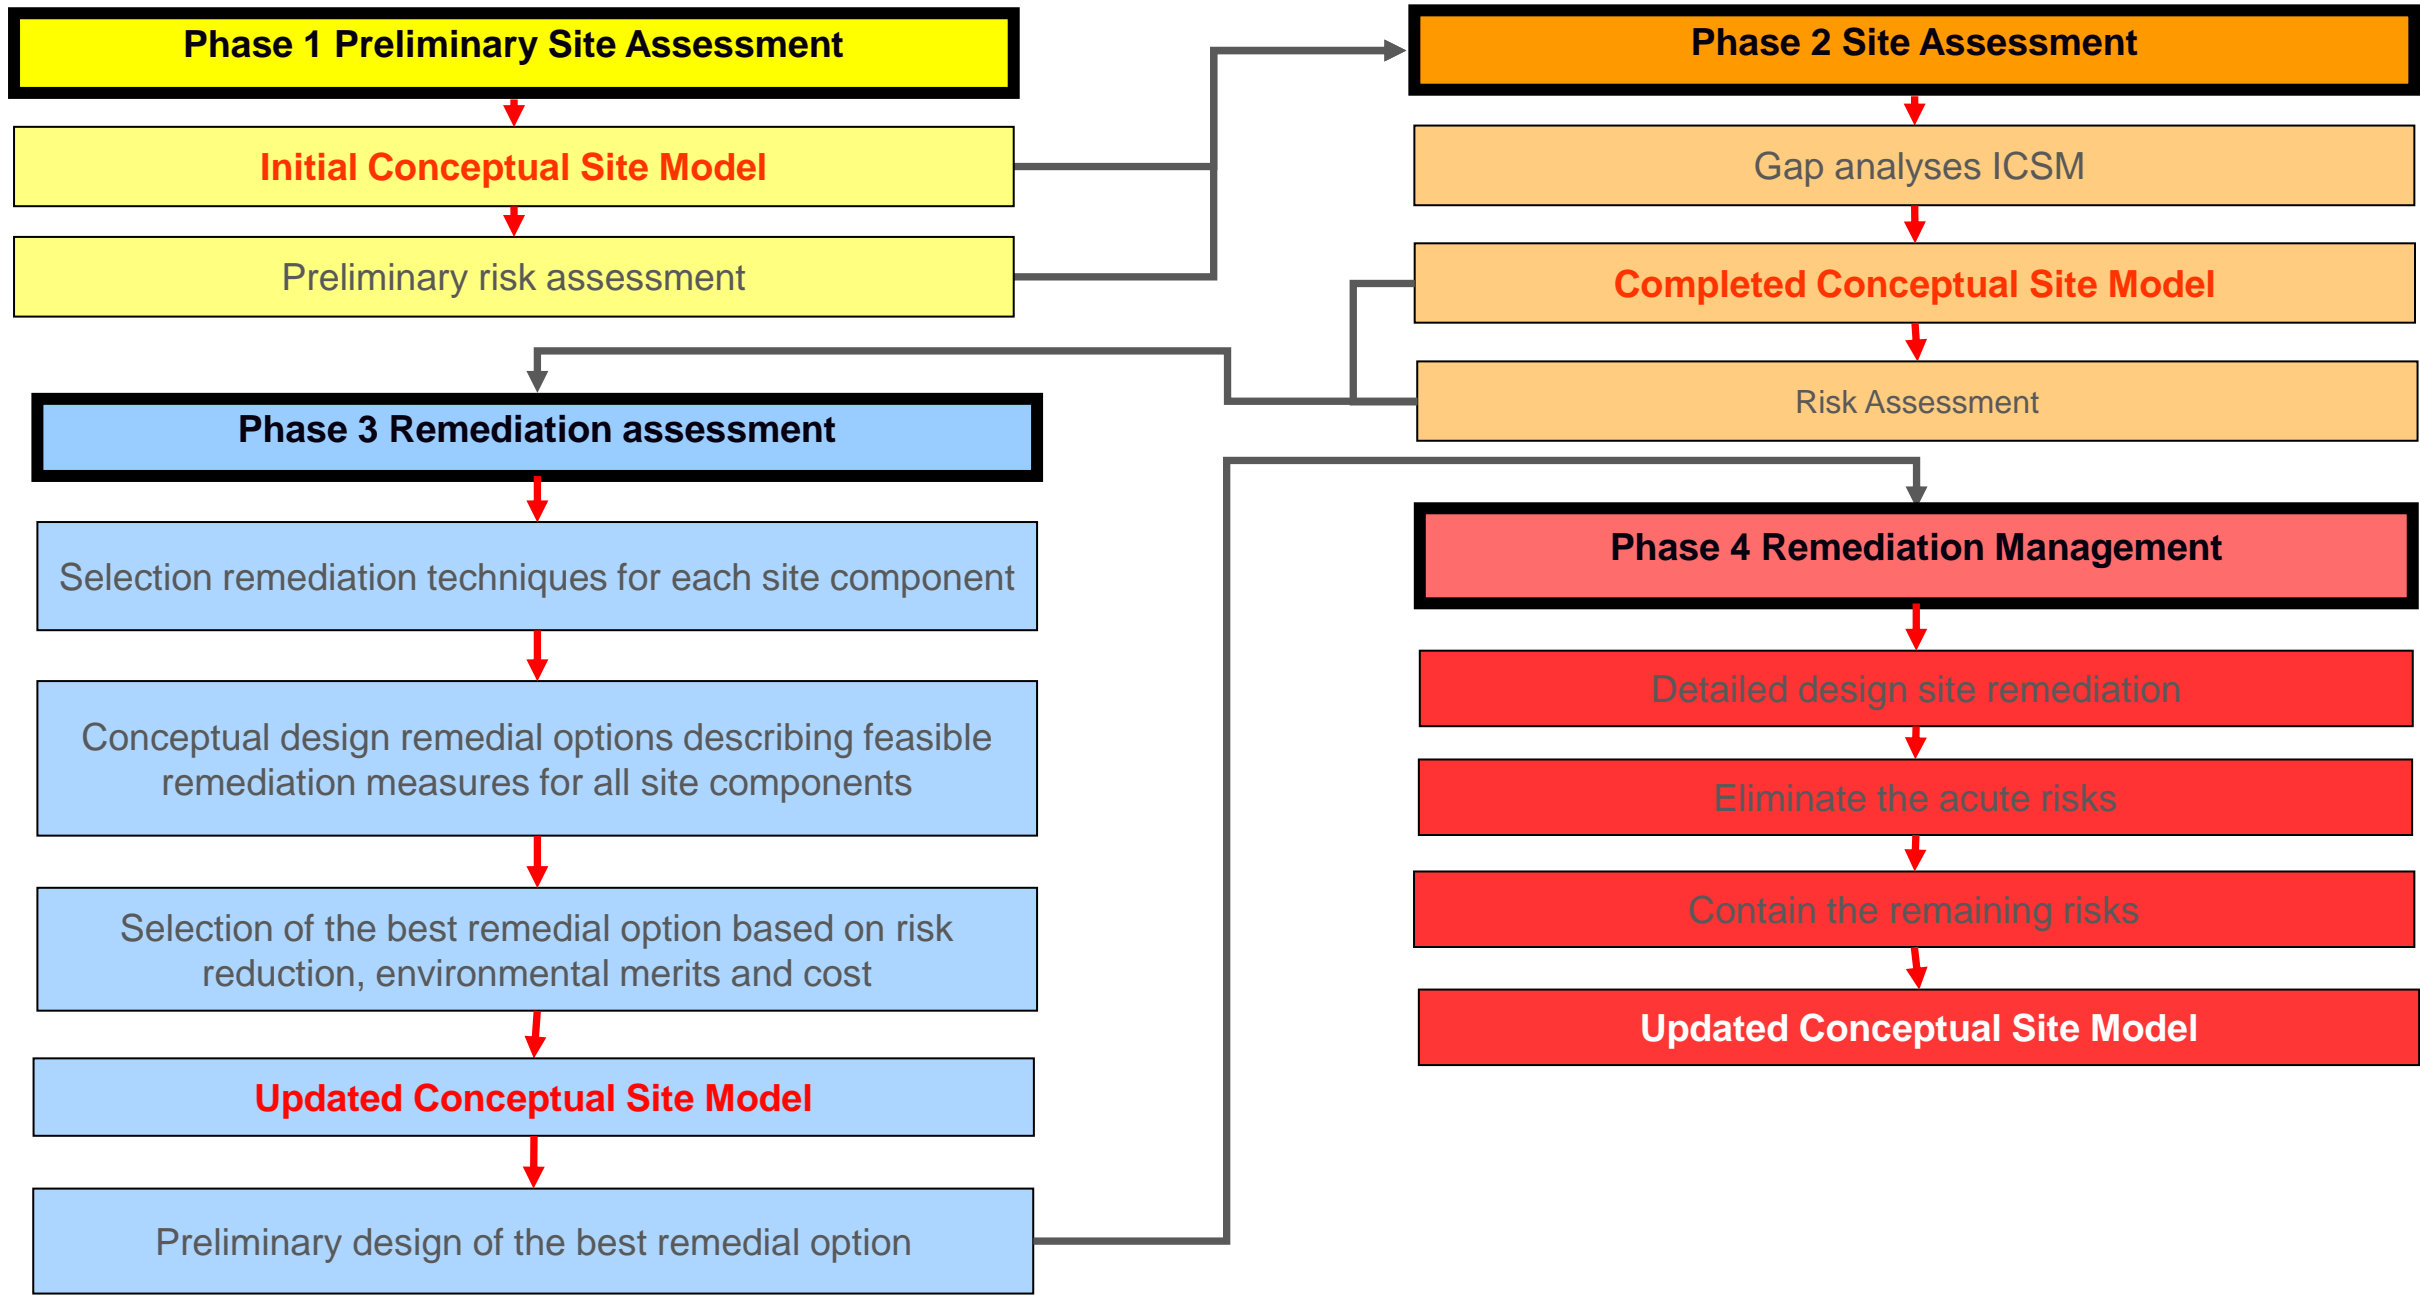 Phase 1 Preliminary Site Assessment
Initial Conceptual Site Model
Preliminary risk assessment
Phase 2 Site Assessment
Gap analyses ICSM
Completed Conceptual Site Model
Risk Assessment
Phase 3 Remediation assessment
Selection remediation techniques for each site component
Conceptual design remedial options describing feasible
remediation measures for all site components
Selection of the best remedial option based on risk
reduction, environmental merits and cost
Updated Conceptual Site Model
Preliminary design of the best remedial option
Phase 4 Remediation Management
Detailed design site remediation
Eliminate the acute risks
Contain the remaining risks
Updated Conceptual Site Model